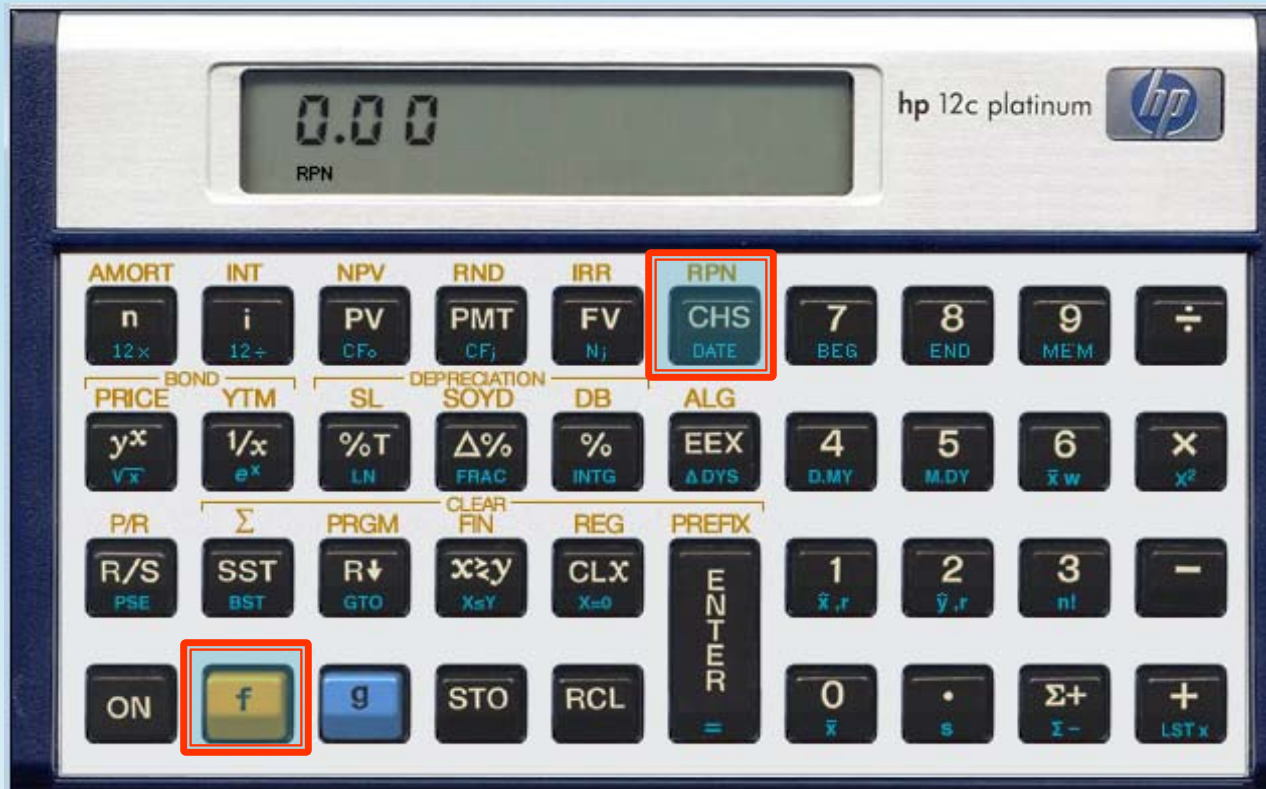 0.00
RPN
hp 12c platinum
hp
AMORT INT NPV RND IRR RPN
n i PV PMT FV CHS 7 8 9 ÷
12× 12÷ CFo CFj Nj DATE BEG END MEM
BOND DEPRECIATION
PRICE YTM SL SOYD DB ALG
yˣ 1/x %T Δ% % EEX 4 5 6 ×
√x eˣ LN FRAC INTG ΔDYS D.MY M.DY x̄w x²
CLEAR
P/R Σ PRGM FIN REG PREFIX
R/S SST R↓ x≷y CLx ENTER 1 2 3 −
PSE BST GTO X≤Y X=0 x̂,r ŷ,r n!
ON f g STO RCL 0 · Σ+ +
= x̄ s Σ− LST x